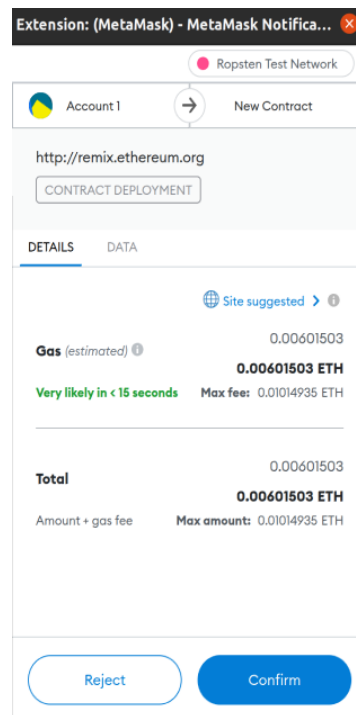 Extension: (MetaMask) - MetaMask Notifica...
Ropsten Test Network
Account 1 New Contract
http://remix.ethereum.org
CONTRACT DEPLOYMENT
DETAILS DATA
Site suggested
0.00601503
Gas (estimated) 0.00601503 ETH
Very likely in < 15 seconds Max fee: 0.01014935 ETH
0.00601503
Total 0.00601503 ETH
Amount + gas fee Max amount: 0.01014935 ETH
Reject Confirm